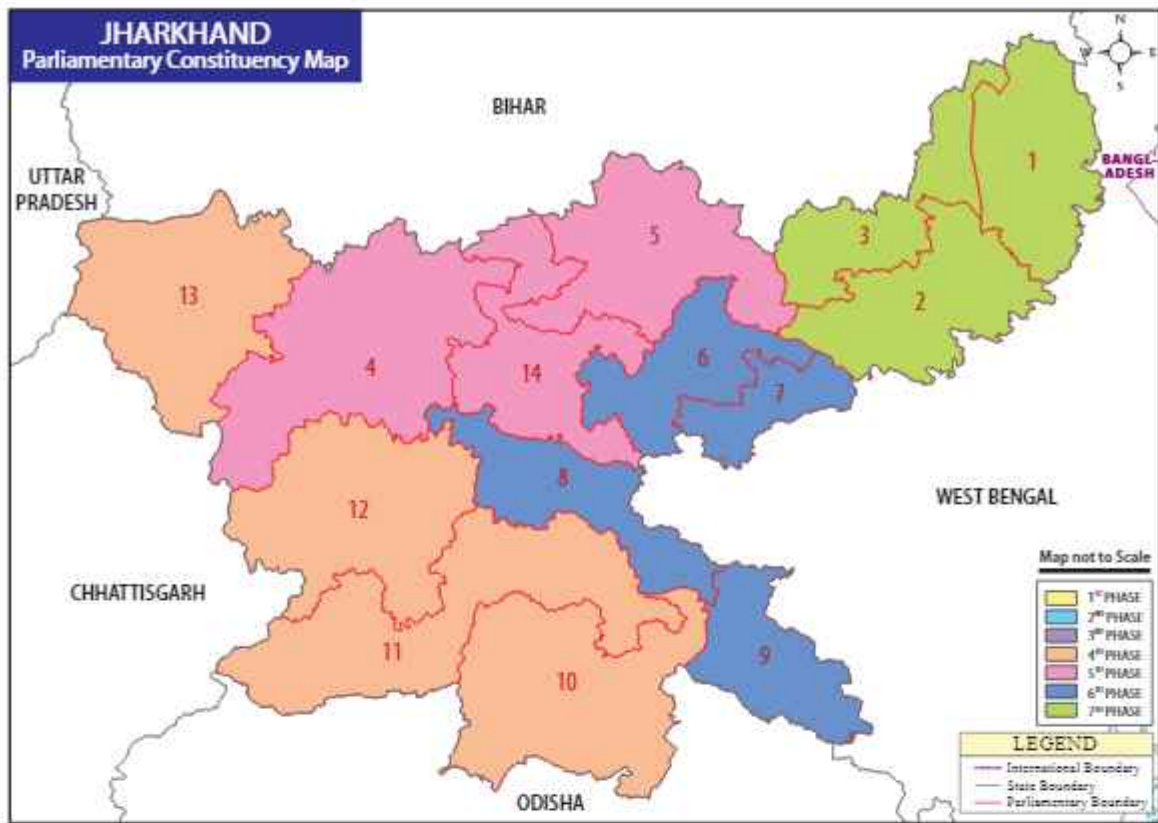 JHARKHAND
Parliamentary Constituency Map
N
W E
S
BIHAR
UTTAR
PRADESH
BANGL-
ADESH
1
5
3
13
2
4
14
6
7
8
WEST BENGAL
12
CHHATTISGARH
11
10
9
ODISHA
Map not to Scale
1ST PHASE
2ND PHASE
3RD PHASE
4TH PHASE
5TH PHASE
6TH PHASE
7TH PHASE
LEGEND
International Boundary
State Boundary
Parliamentary Boundary